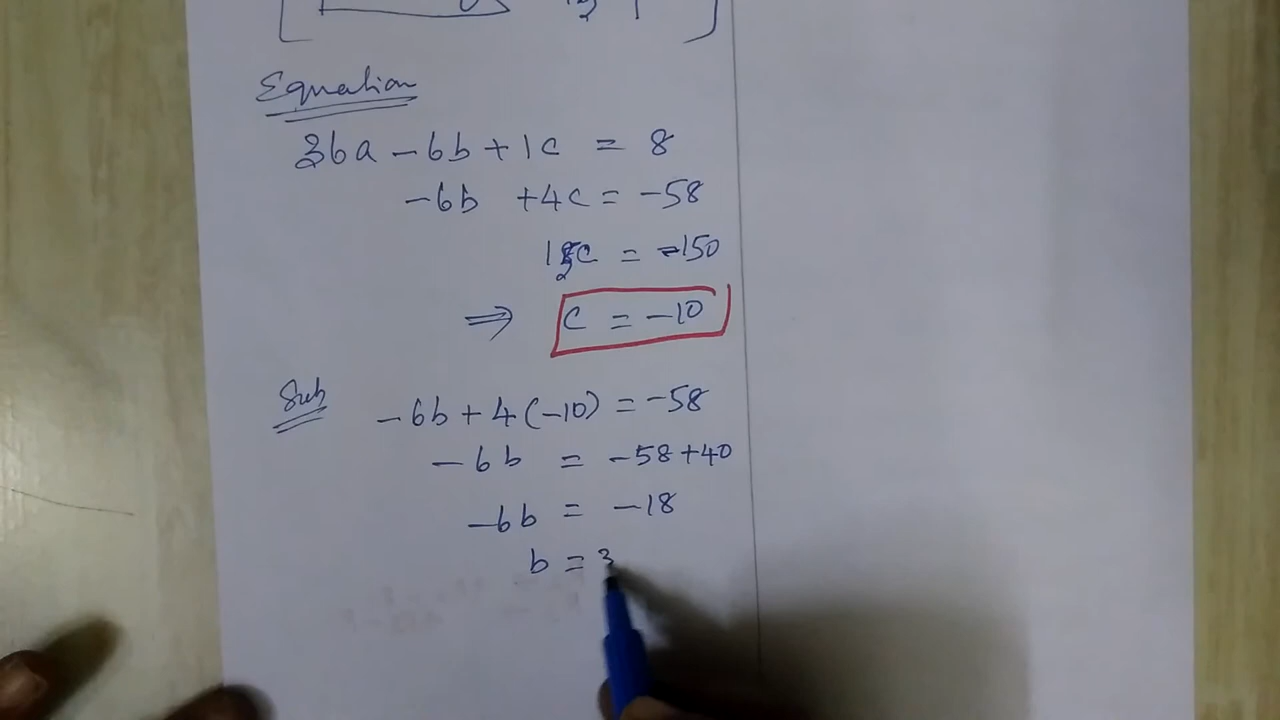 Equation
36a - 6b + 1c = 8
-6b + 4c = -58
15c = -150
⇒ c = -10
Sub
-6b + 4(-10) = -58
-6b = -58 + 40
-6b = -18
b = 3